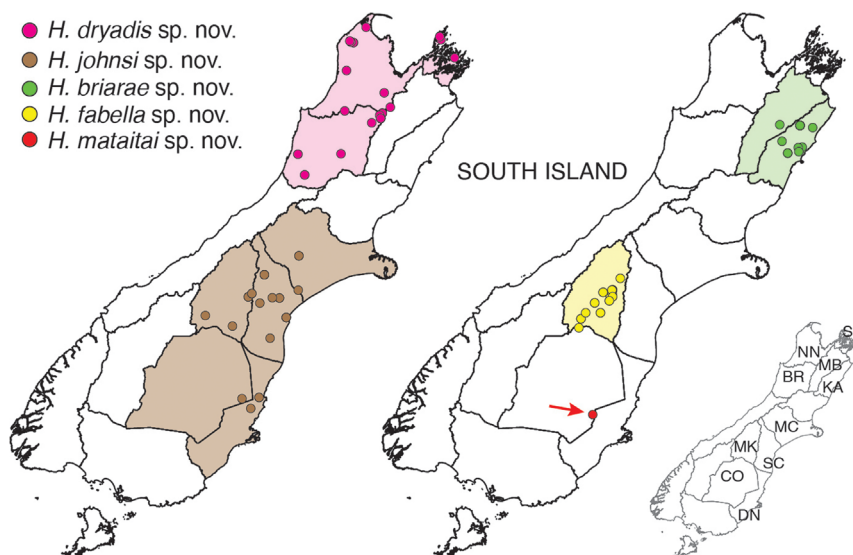 H. dryadis sp. nov.
H. johnsi sp. nov.
H. briarae sp. nov.
H. fabella sp. nov.
H. mataitai sp. nov.
SOUTH ISLAND
S
NN
MB
BR
KA
MC
MK
SC
CO
DN